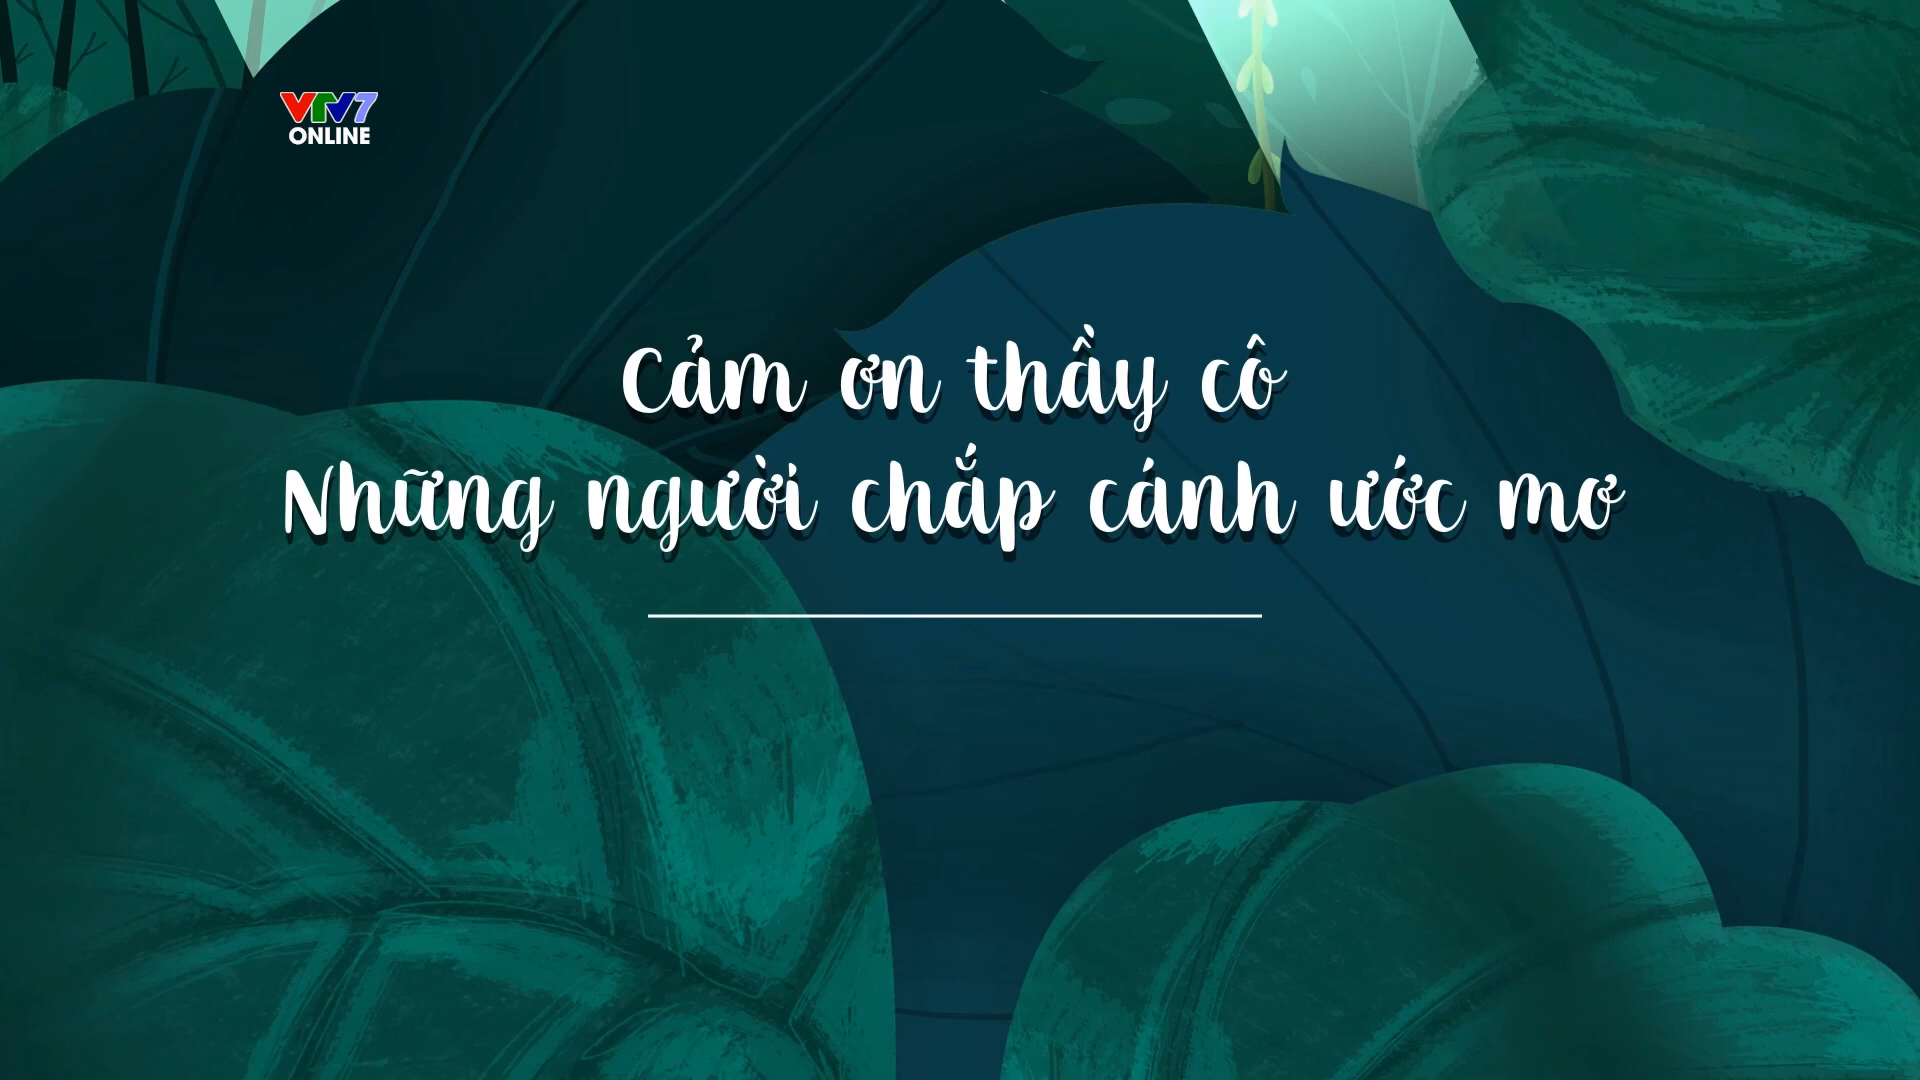 VTV7
ONLINE
Cảm ơn thầy cô
Những người chắp cánh ước mơ